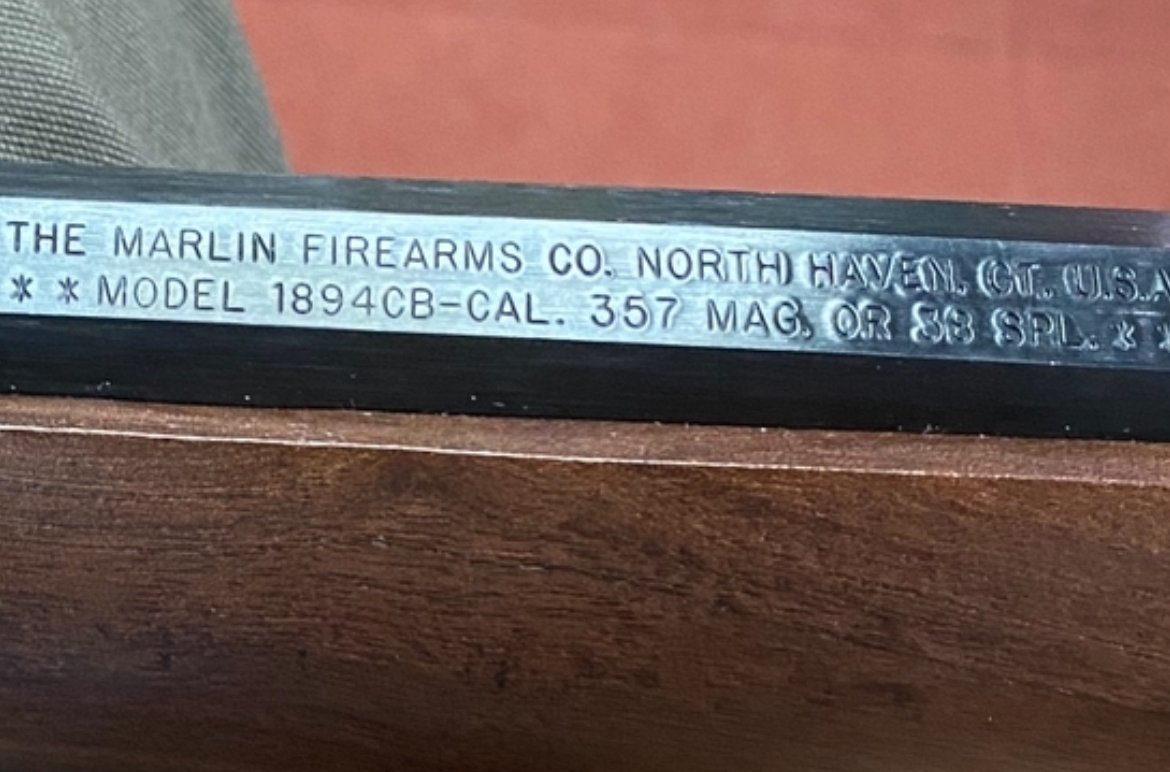 THE MARLIN FIREARMS CO. NORTH HAVEN, CT. U.S.A
* * MODEL 1894CB-CAL. 357 MAG. OR 38 SPL. * *